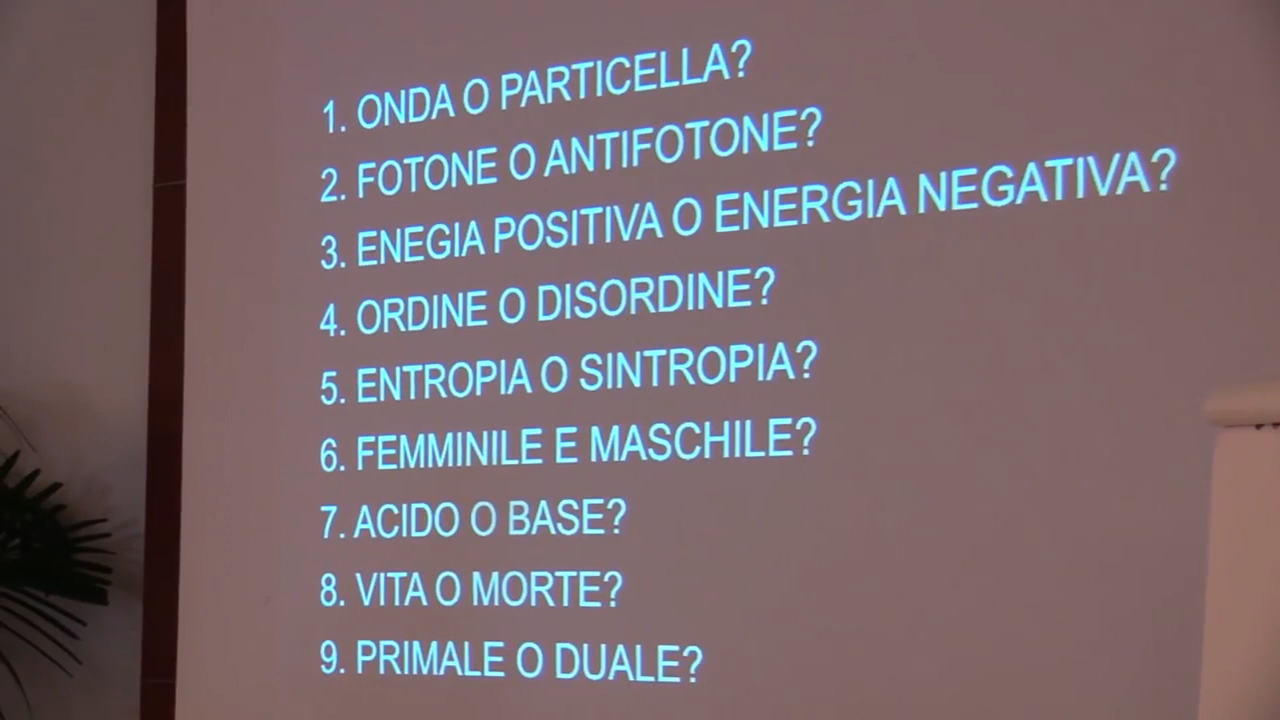 1. ONDA O PARTICELLA?
2. FOTONE O ANTIFOTONE?
3. ENEGIA POSITIVA O ENERGIA NEGATIVA?
4. ORDINE O DISORDINE?
5. ENTROPIA O SINTROPIA?
6. FEMMINILE E MASCHILE?
7. ACIDO O BASE?
8. VITA O MORTE?
9. PRIMALE O DUALE?